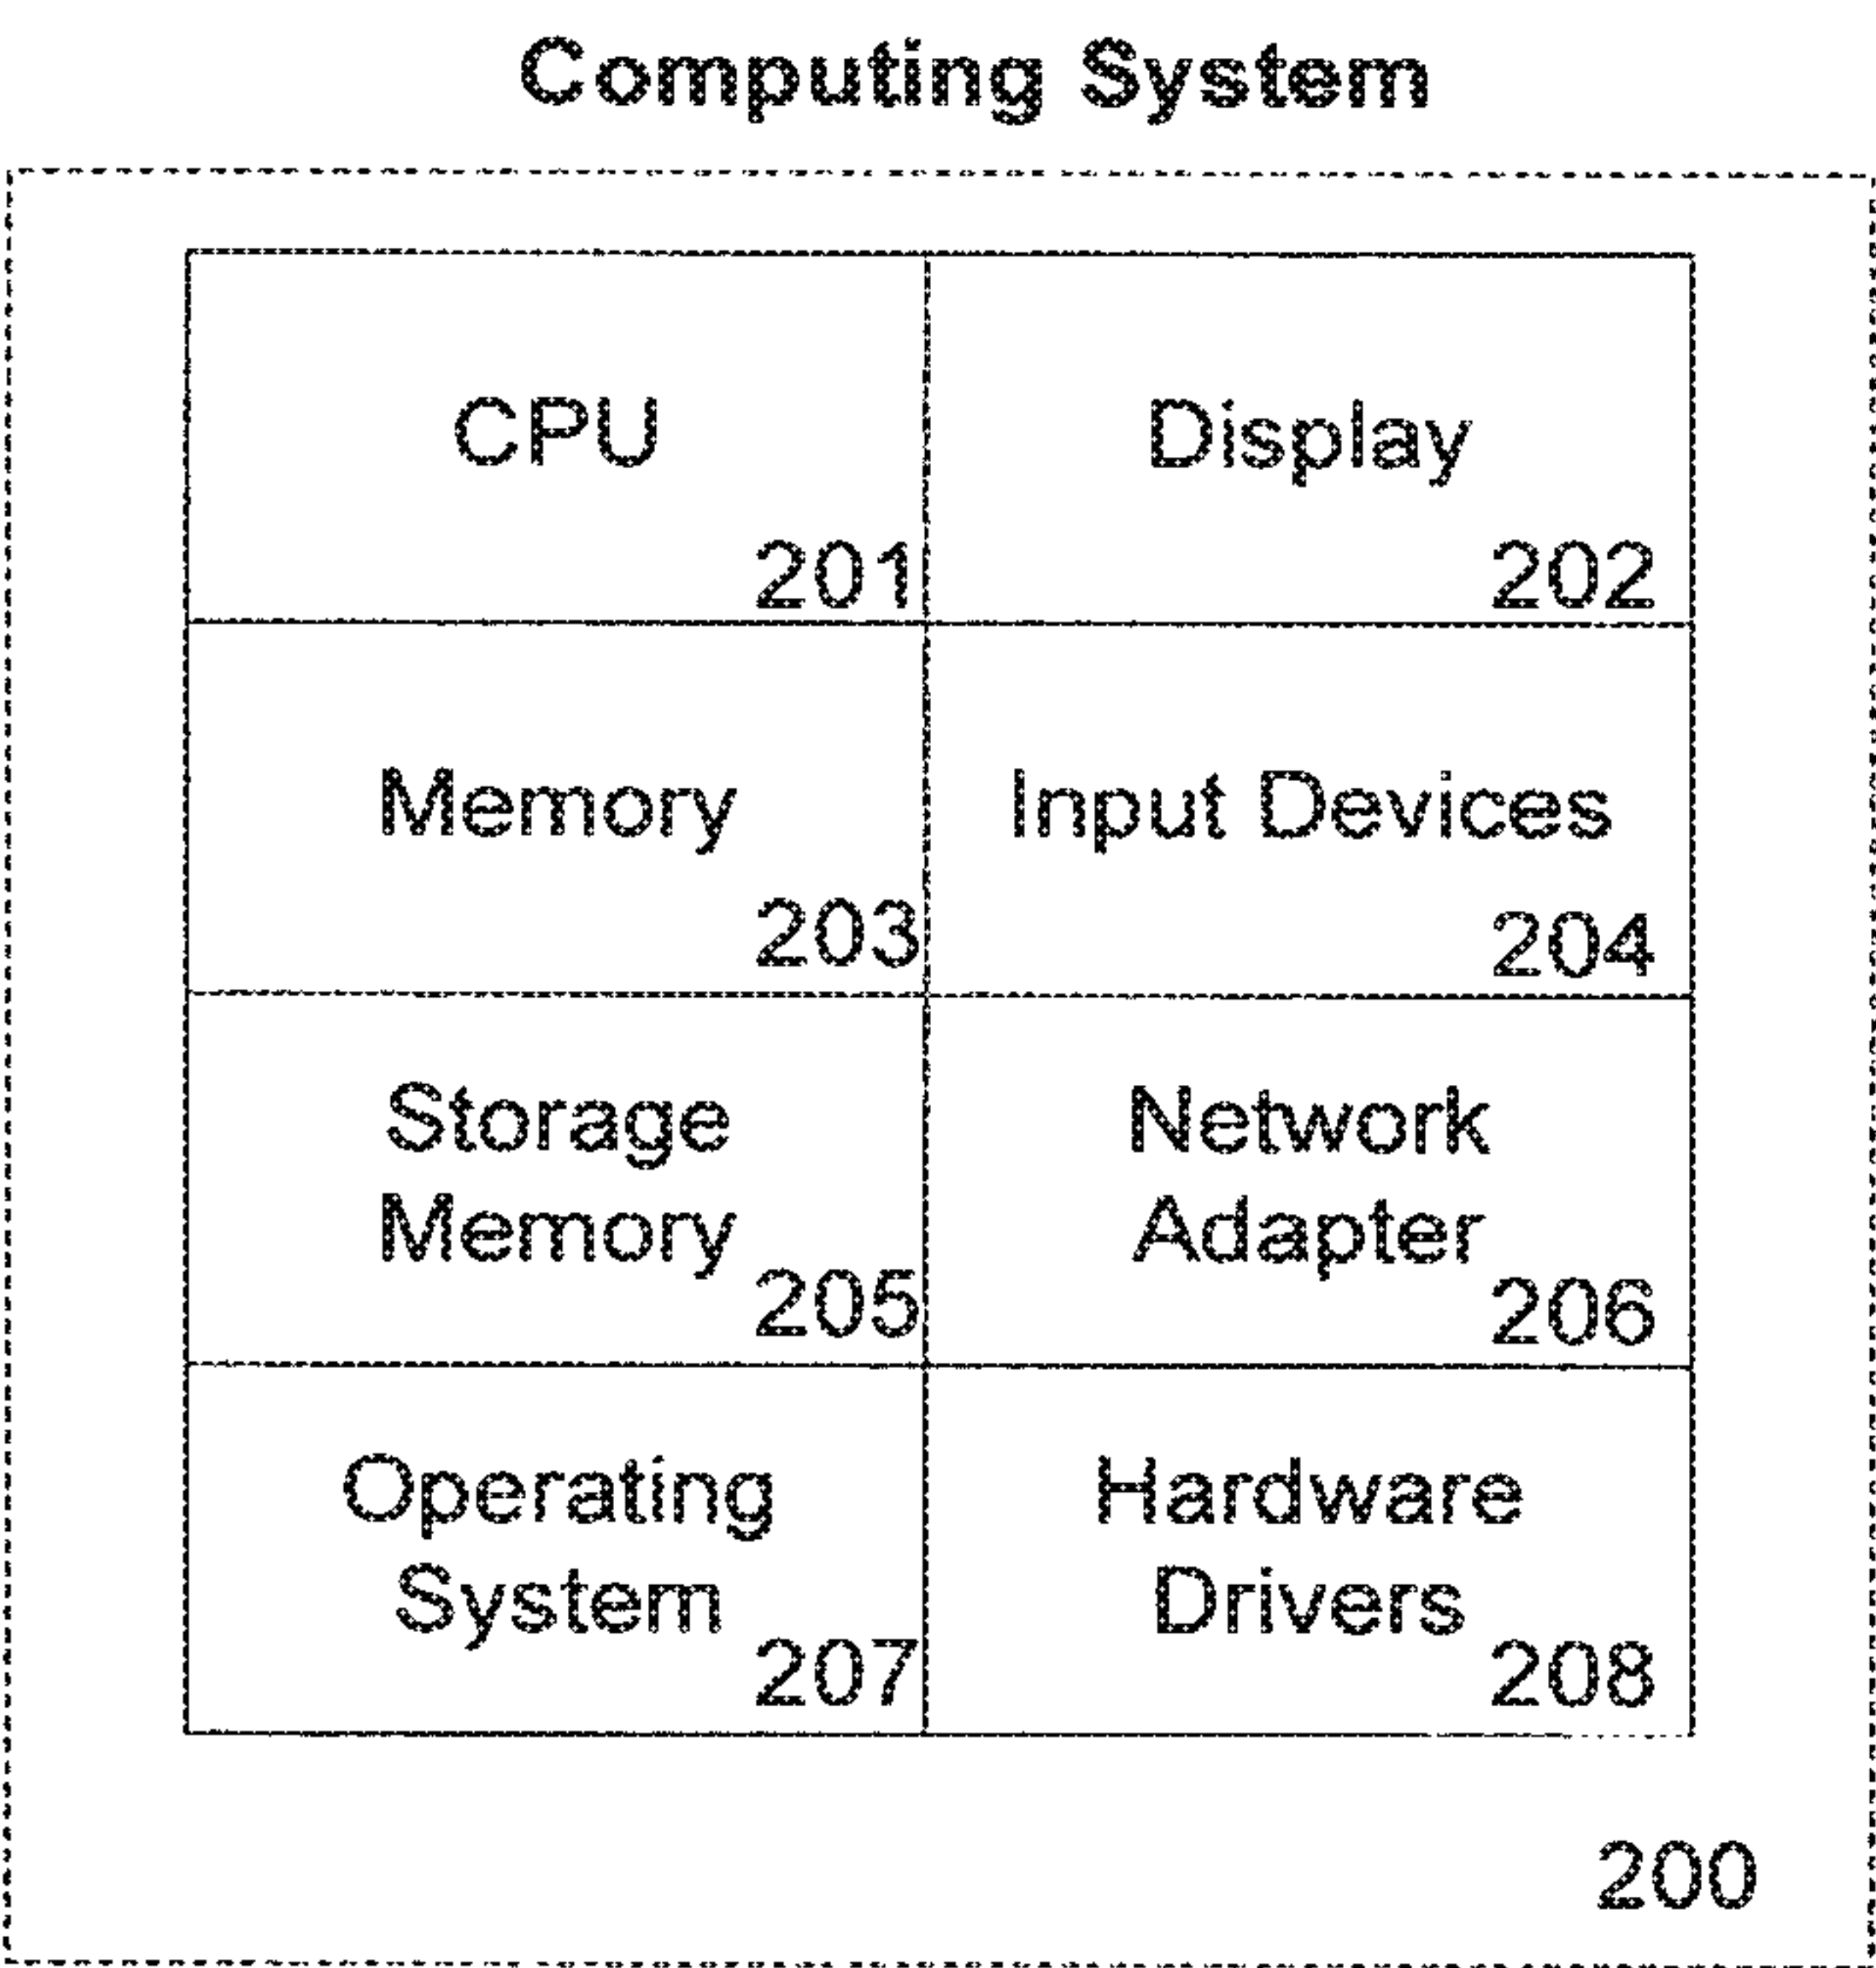 Computing System
CPU
201
Display
202
Memory
203
Input Devices
204
Storage
Memory
205
Network
Adapter
206
Operating
System
207
Hardware
Drivers
208
200